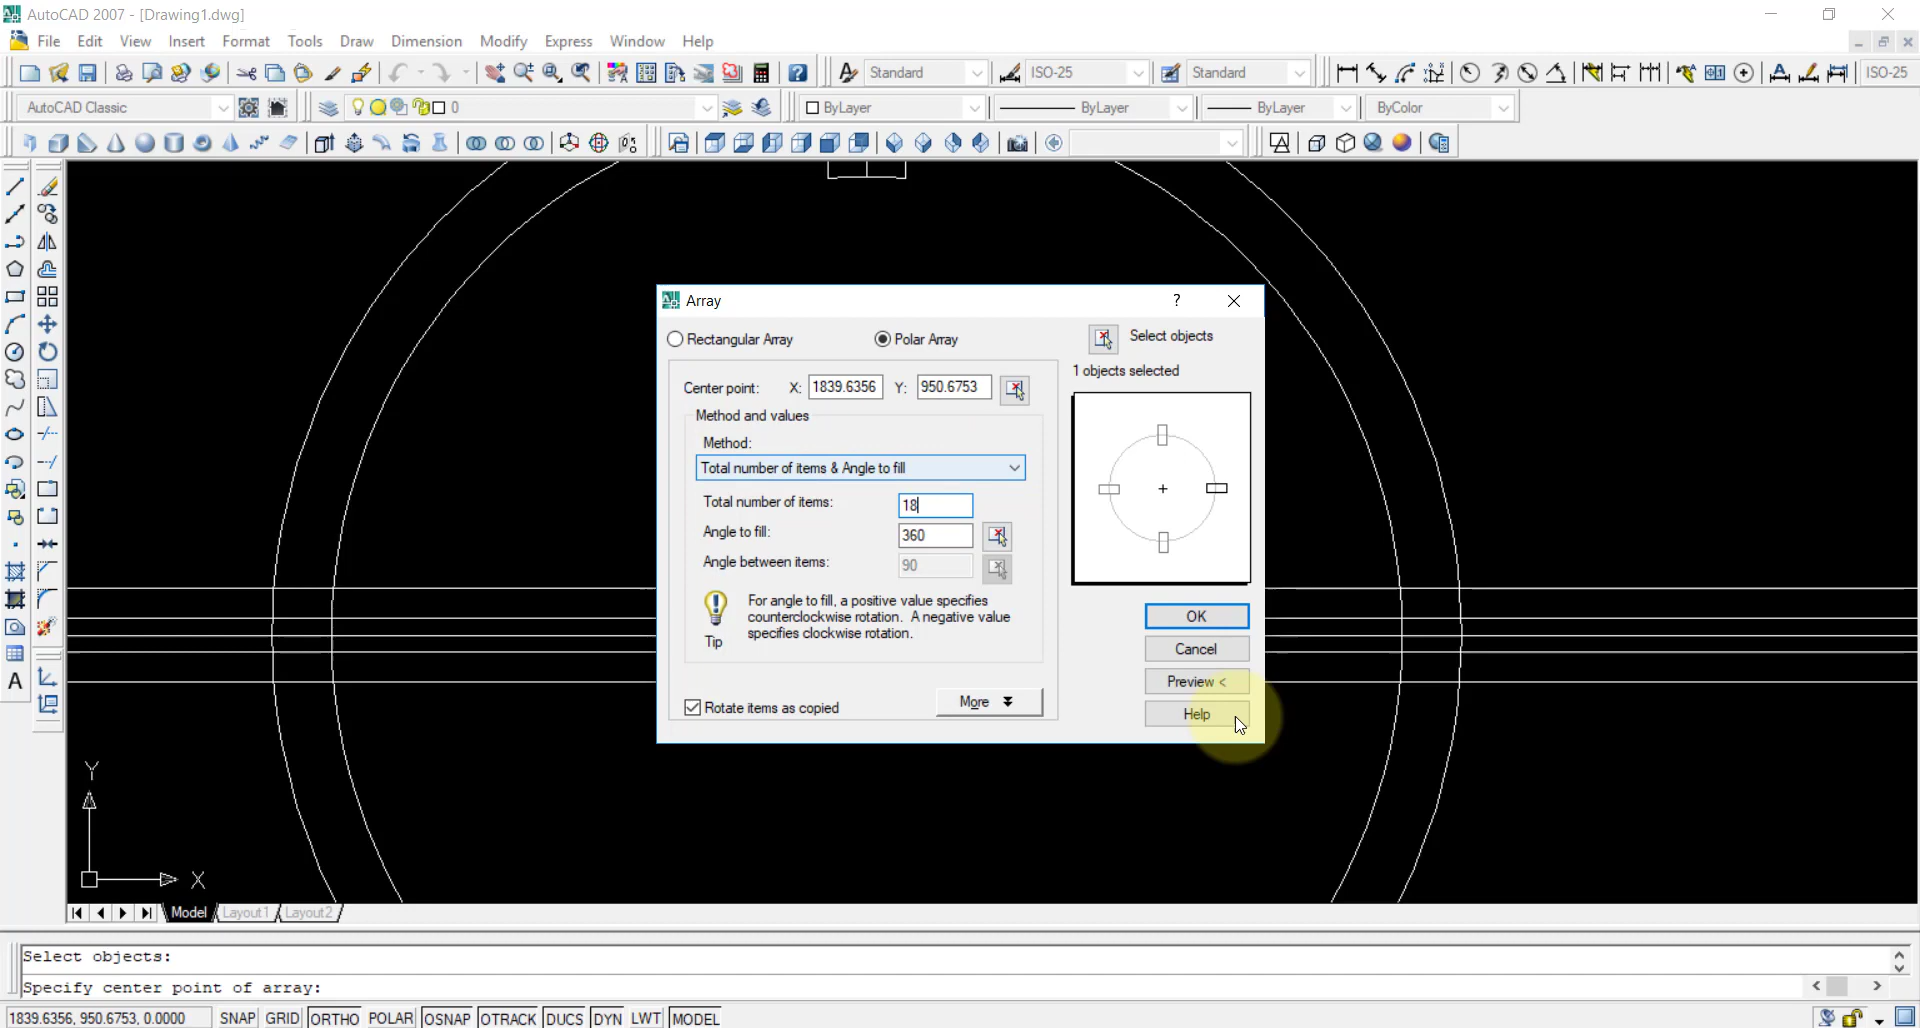 AutoCAD 2007 - [Drawing1.dwg]
File Edit View Insert Format Tools Draw Dimension Modify Express Window Help
Standard ISO-25 Standard ISO-25
AutoCAD Classic 0 ByLayer ByLayer ByLayer ByColor
Array ?
Rectangular Array Polar Array Select objects
1 objects selected
Center point: X: 1839.6356 Y: 950.6753
Method and values
Method:
Total number of items & Angle to fill
Total number of items: 18
Angle to fill: 360
Angle between items: 90
For angle to fill, a positive value specifies
counterclockwise rotation. A negative value
specifies clockwise rotation.
Tip
OK
Cancel
Preview <
Help
Rotate items as copied More
A
Y
X
Model Layout1 Layout2
Select objects:
Specify center point of array:
1839.6356, 950.6753, 0.0000 SNAP GRID ORTHO POLAR OSNAP OTRACK DUCS DYN LWT MODEL